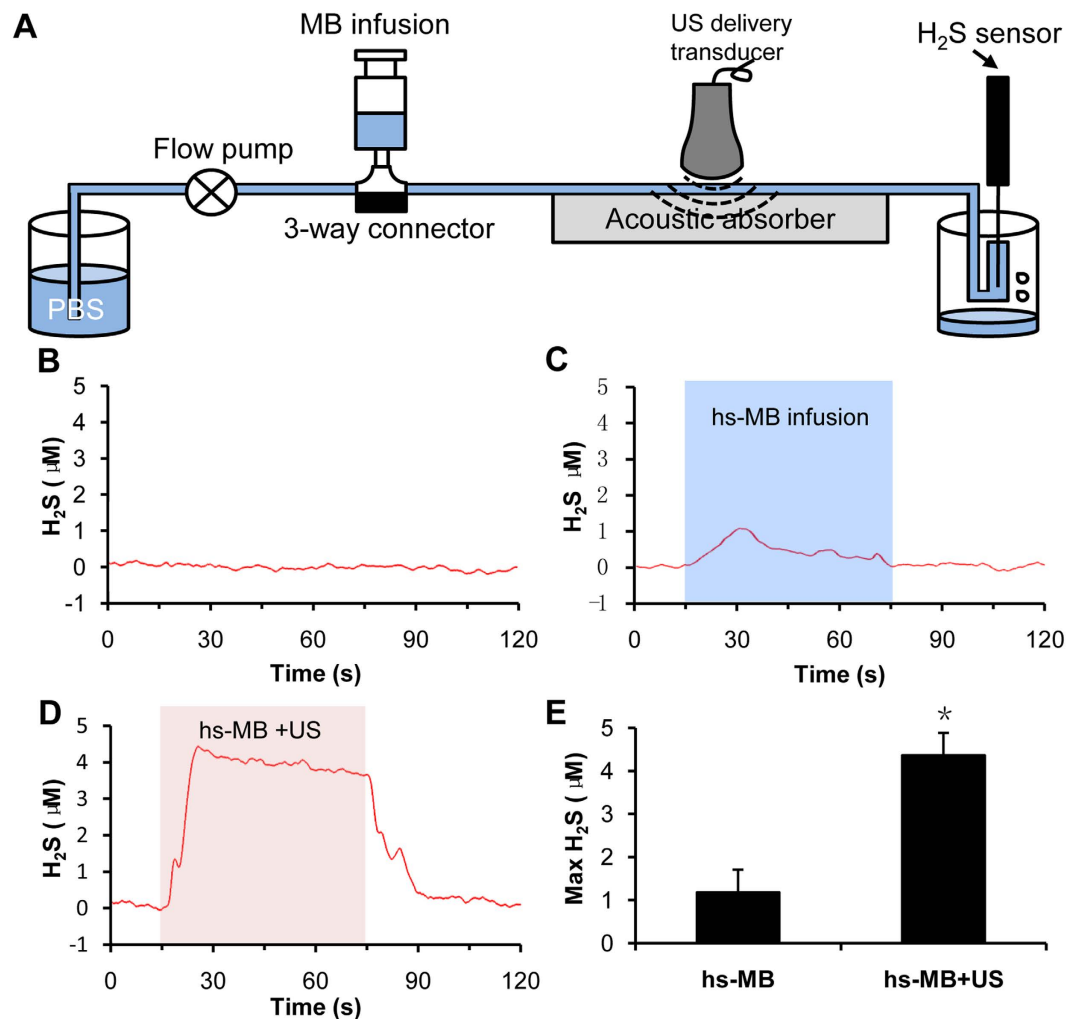 A
MB infusion
US delivery
transducer
H₂S sensor
Flow pump
3-way connector
Acoustic absorber
PBS
B
5
4
3
2
1
0
-1
H₂S ( μM)
0 30 60 90 120
Time (s)
C
hs-MB infusion
5
4
3
2
1
0
-1
H₂S μM)
0 30 60 90 120
Time (s)
D
hs-MB +US
5
4
3
2
1
0
-1
H₂S ( μM)
0 30 60 90 120
Time (s)
E
*
5
4
3
2
1
0
Max H₂S ( μM)
hs-MB hs-MB+US